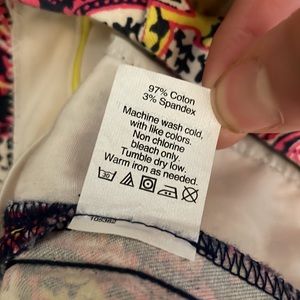 97% Coton
3% Spandex
Machine wash cold.
with like colors.
Non chlorine
bleach only.
Tumble dry low.
Warm iron as needed.